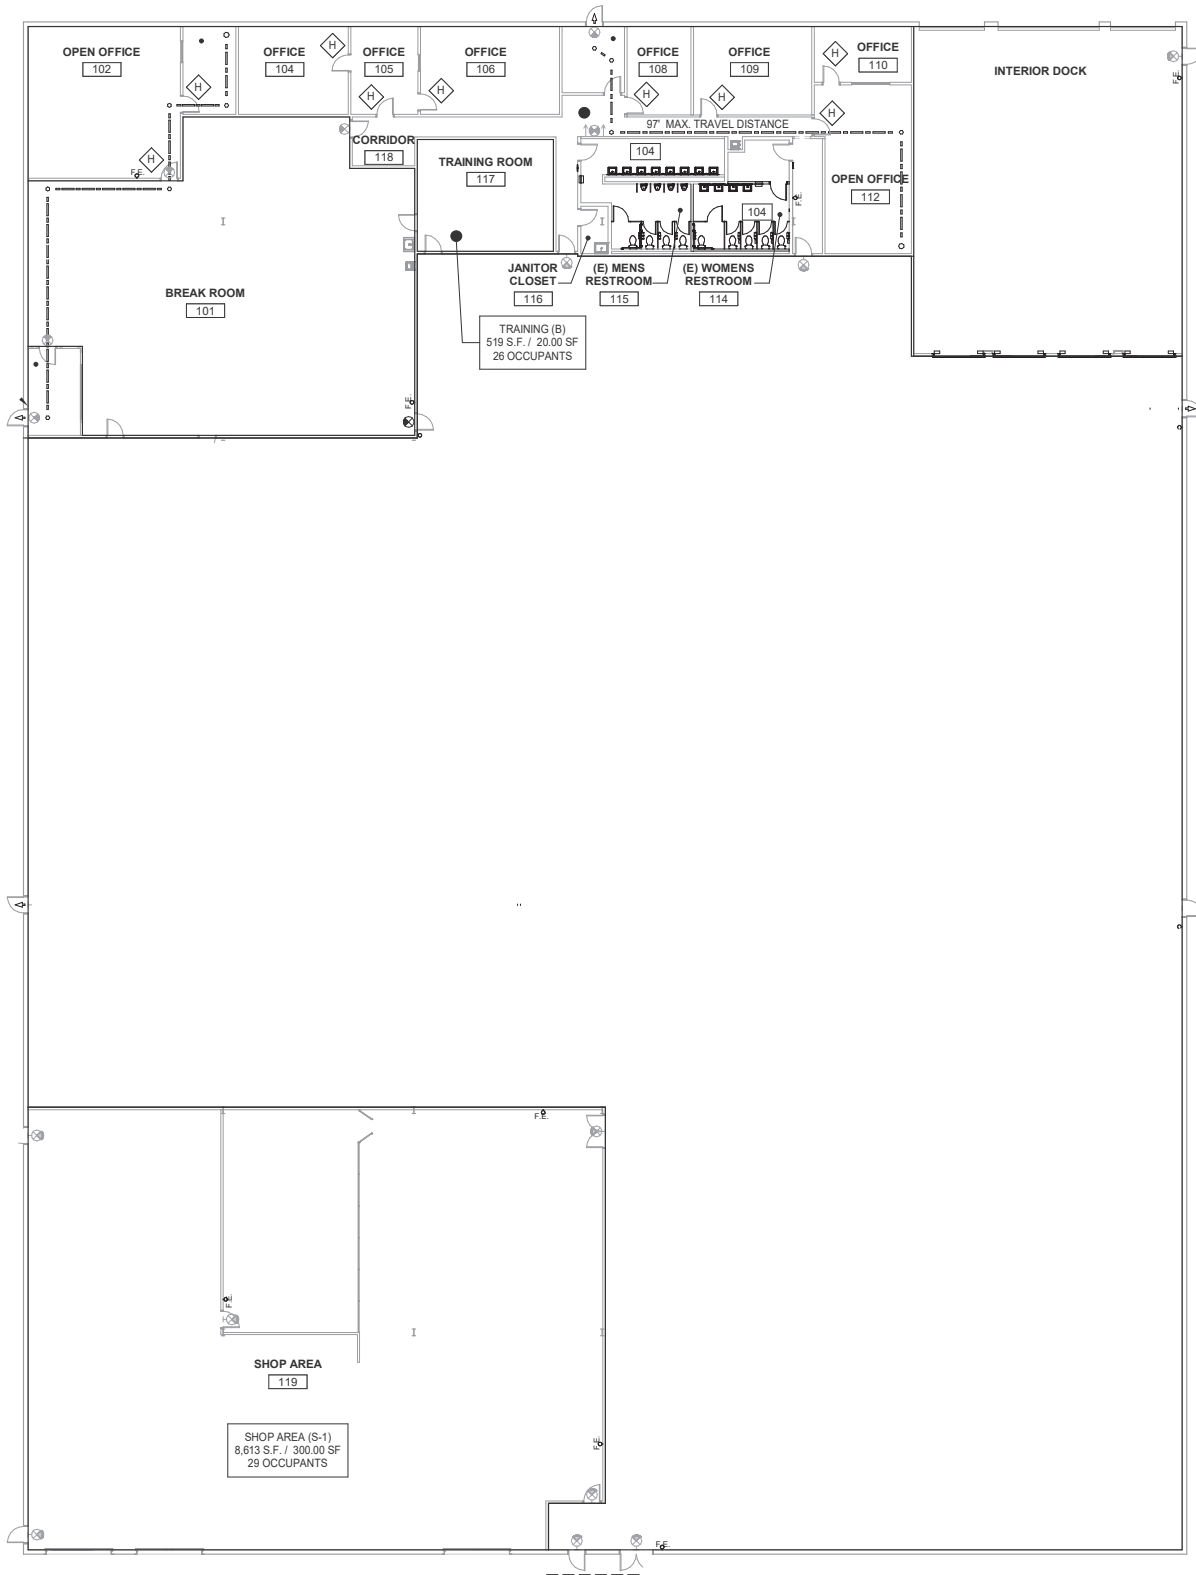 OPEN OFFICE
102
H
OFFICE
104
H
OFFICE
105
H
OFFICE
106
H
OFFICE
108
H
OFFICE
109
H
OFFICE
110
H
INTERIOR DOCK
F.E.
97' MAX. TRAVEL DISTANCE
H
CORRIDOR
118
TRAINING ROOM
117
104
H
F.E.
OPEN OFFICE
112
F.E.
104
JANITOR
CLOSET
116
(E) MENS
RESTROOM
115
(E) WOMENS
RESTROOM
114
BREAK ROOM
101
TRAINING (B)
519 S.F. / 20.00 SF
26 OCCUPANTS
F.E.
F.E.
F.E.
SHOP AREA
119
SHOP AREA (S-1)
8,613 S.F. / 300.00 SF
29 OCCUPANTS
F.E.
F.E.